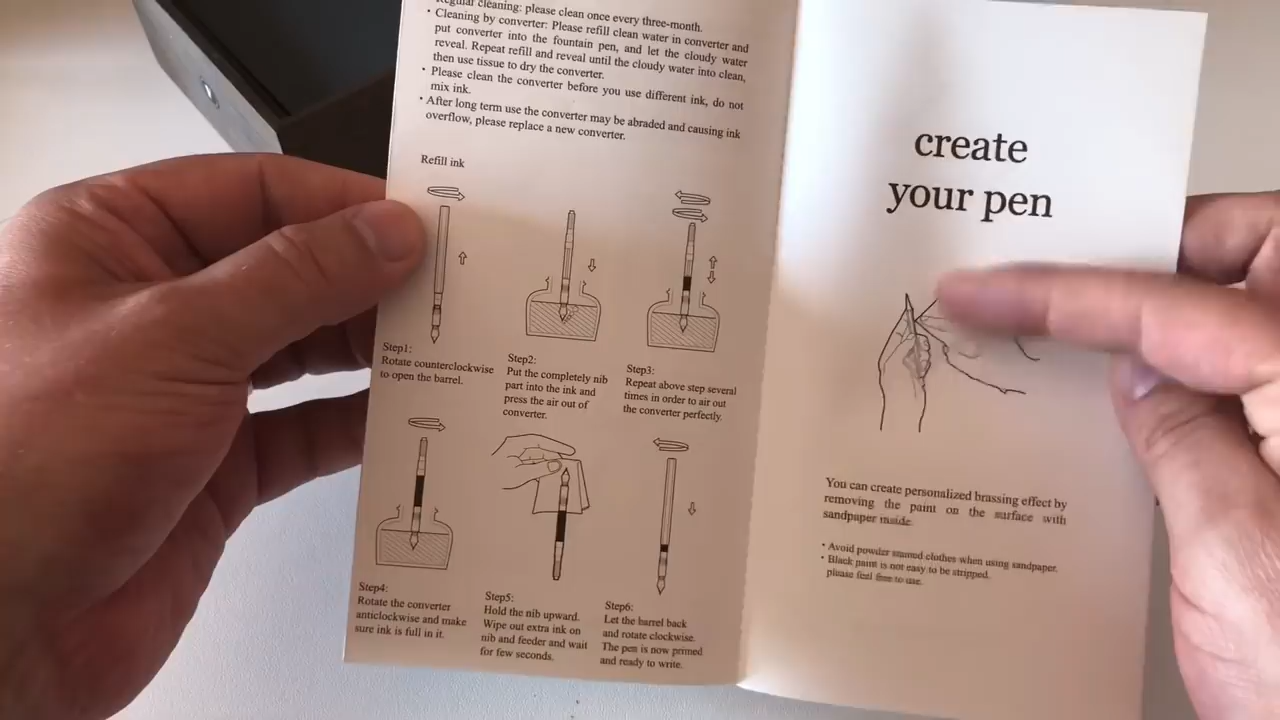 Regular cleaning: please clean once every three-month.
• Cleaning by converter: Please refill clean water in converter and
put converter into the fountain pen, and let the cloudy water
reveal. Repeat refill and reveal until the cloudy water into clean,
then use tissue to dry the converter.
• Please clean the converter before you use different ink, do not
mix ink.
• After long term use the converter may be abraded and causing ink
overflow, please replace a new converter.
Refill ink
Step1:
Rotate counterclockwise
to open the barrel.
Step2:
Put the completely nib
part into the ink and
press the air out of
converter.
Step3:
Repeat above step several
times in order to air out
the converter perfectly.
Step4:
Rotate the converter
anticlockwise and make
sure ink is full in it.
Step5:
Hold the nib upward.
Wipe out extra ink on
nib and feeder and wait
for few seconds.
Step6:
Let the barrel back
and rotate clockwise.
The pen is now primed
and ready to write.
create
your pen
You can create personalized brassing effect by
removing the paint on the surface with
sandpaper inside.
• Avoid powder stained clothes when using sandpaper.
• Black paint is not easy to be stripped,
please feel free to use.